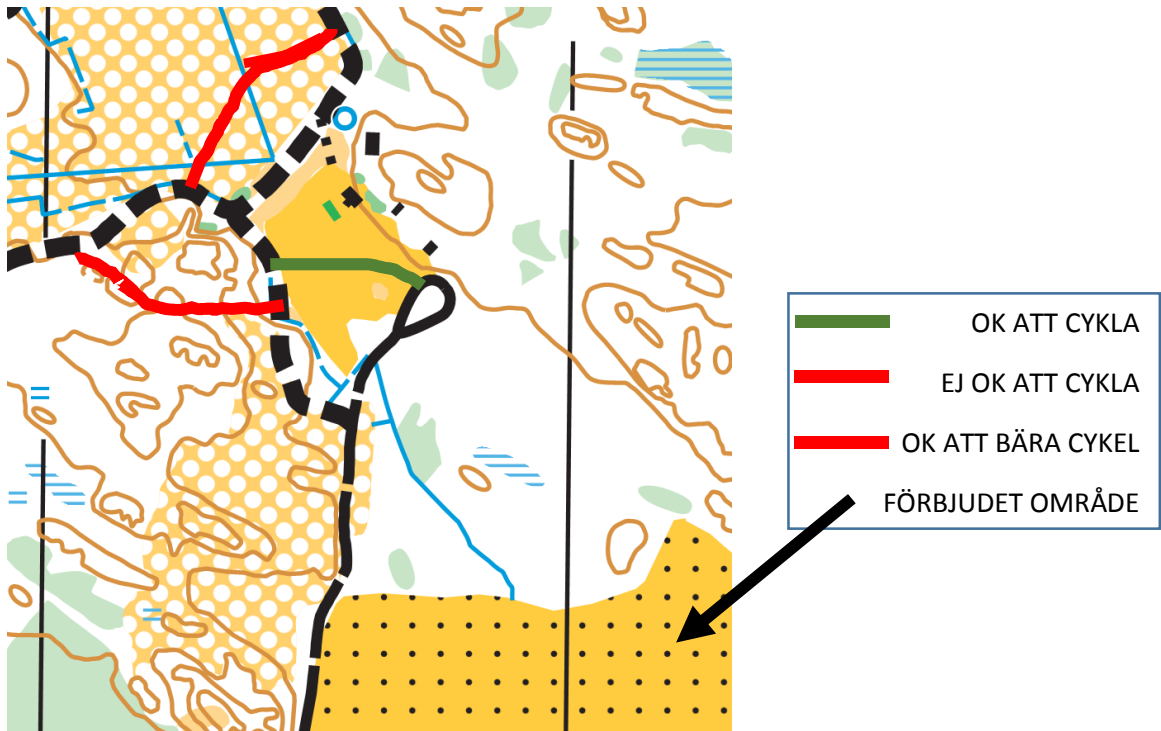 OK ATT CYKLA
EJ OK ATT CYKLA
OK ATT BÄRA CYKEL
FÖRBJUDET OMRÅDE